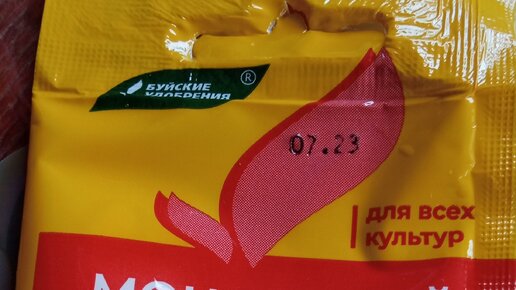 БУЙСКИЕ
УДОБРЕНИЯ
®
07.23
для всех
культур